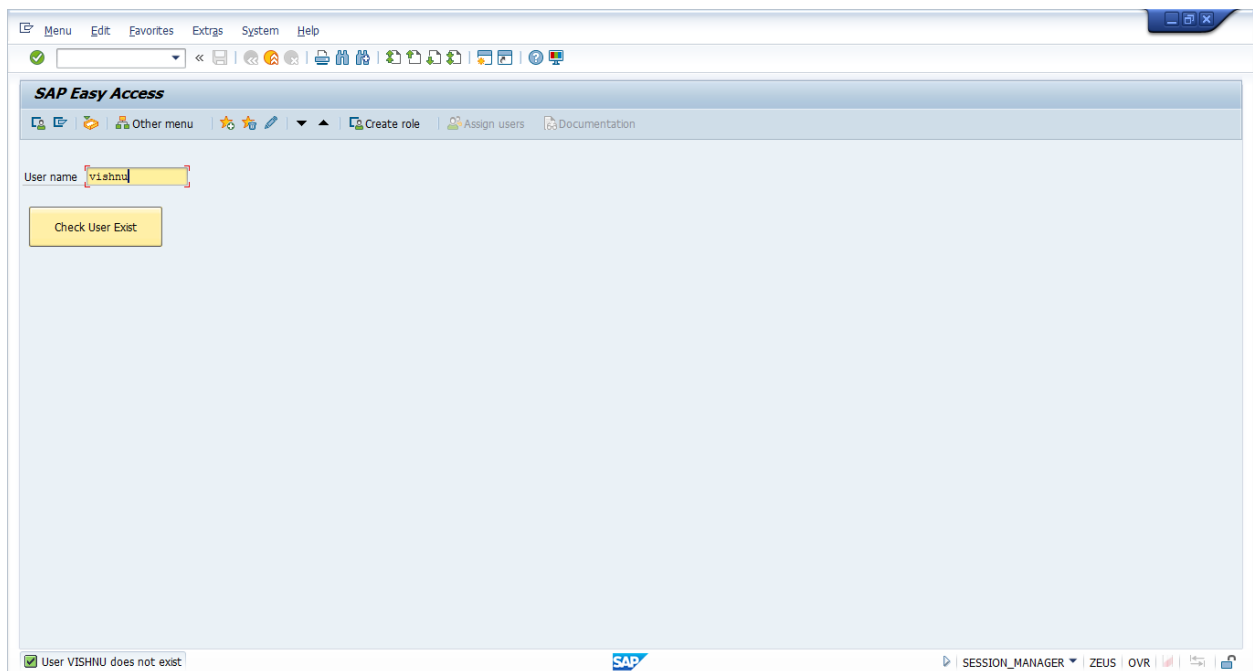 Menu Edit Favorites Extras System Help
SAP Easy Access
Other menu Create role Assign users Documentation
User name vishnu
Check User Exist
User VISHNU does not exist SAP SESSION_MANAGER ZEUS OVR